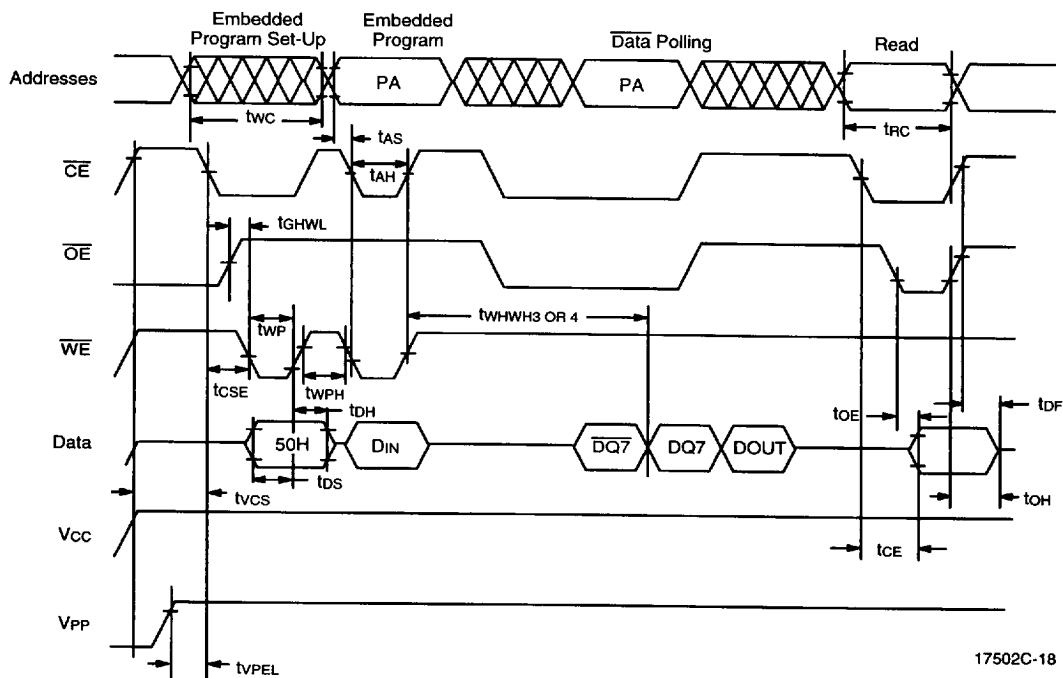 Embedded
Program Set-Up
Embedded
Program
Data Polling
Read
Addresses
PA
PA
tWC
tAS
tRC
CE
tAH
tGHWL
OE
tWP
tWHWH3 OR 4
WE
tCSE
tWPH
tDH
tOE
tDF
Data
50H
DIN
DQ7
DQ7
DOUT
tDS
tVCS
tOH
VCC
tCE
VPP
tVPEL
17502C-18